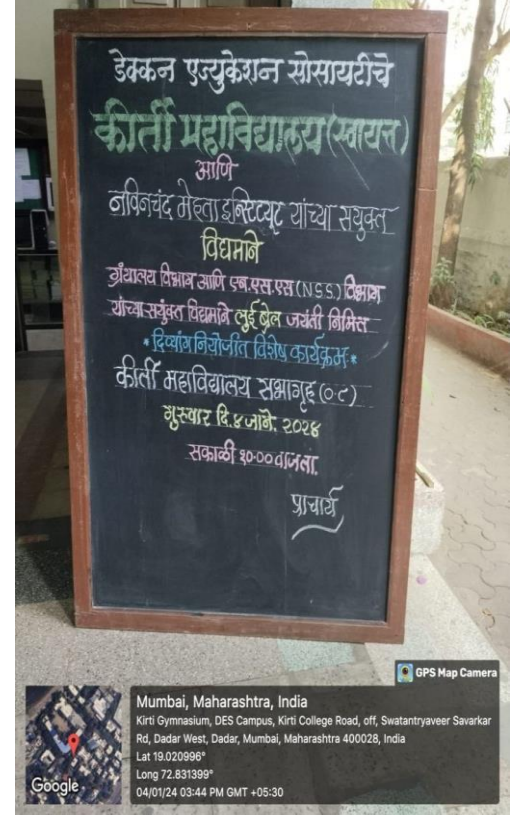 डेक्कन एज्युकेशन सोसायटीचे
कीर्ती महाविद्यालय (स्वायत्त)
आणि
नविनचंद मेहता इन्स्टिट्यूट यांच्या सयुक्त
विद्यमाने
ग्रंथालय विभाग आणि एन.एस.एस (N.S.S.) विभाग
यांच्या सयुंक्त विद्यमाने लुई ब्रेल जयंती निमित्त
* दिव्यांग नियोजीत विशेष कार्यक्रम *
कीर्ती महाविद्यालय सभागृह (०९)
गुरुवार दि. ४ जाने. २०२४
सकाळी १०.०० वाजता.
प्राचार्य
GPS Map Camera
Mumbai, Maharashtra, India
Kirti Gymnasium, DES Campus, Kirti College Road, off, Swatantryaveer Savarkar
Rd, Dadar West, Dadar, Mumbai, Maharashtra 400028, India
Lat 19.020996°
Long 72.831399°
04/01/24 03:44 PM GMT +05:30
Google